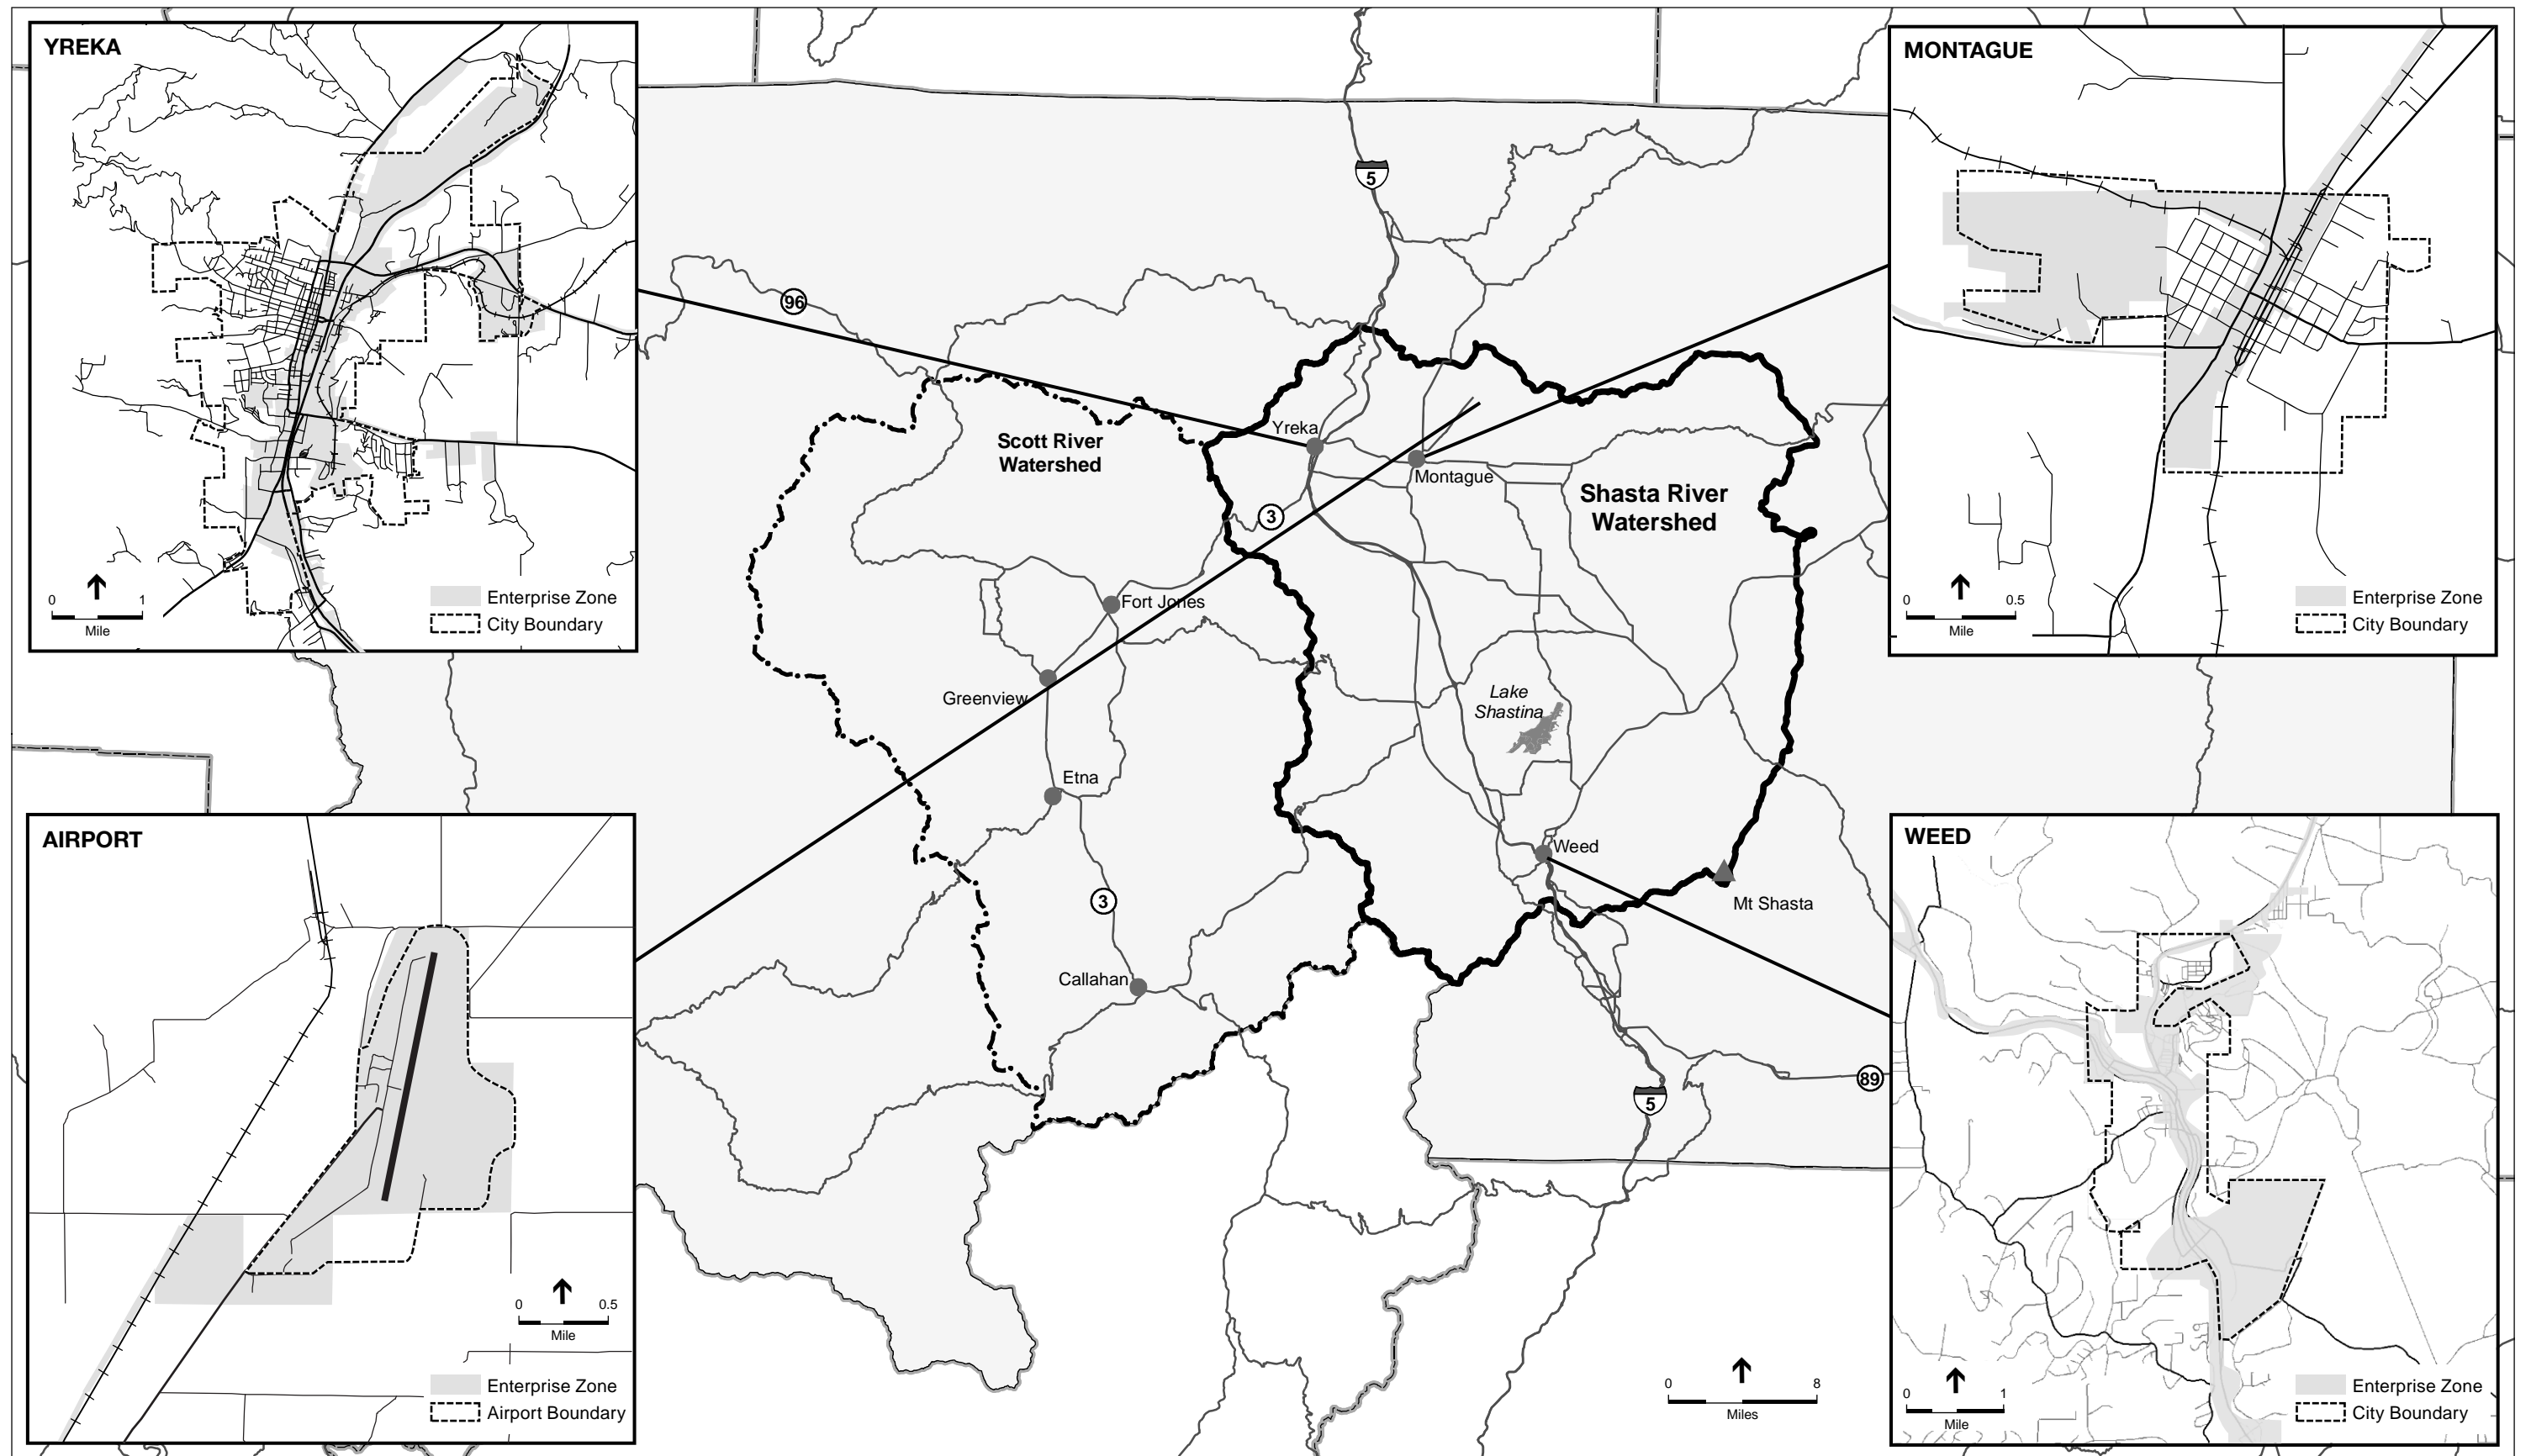 YREKA
0 1
Mile
Enterprise Zone
City Boundary
MONTAGUE
0 0.5
Mile
Enterprise Zone
City Boundary
5
96
Scott River
Watershed
Yreka
Montague
3
Shasta River
Watershed
Fort Jones
Greenview
Lake
Shastina
Etna
Weed
3
Mt Shasta
Callahan
89
5
0 8
Miles
AIRPORT
0 0.5
Mile
Enterprise Zone
Airport Boundary
WEED
0 1
Mile
Enterprise Zone
City Boundary